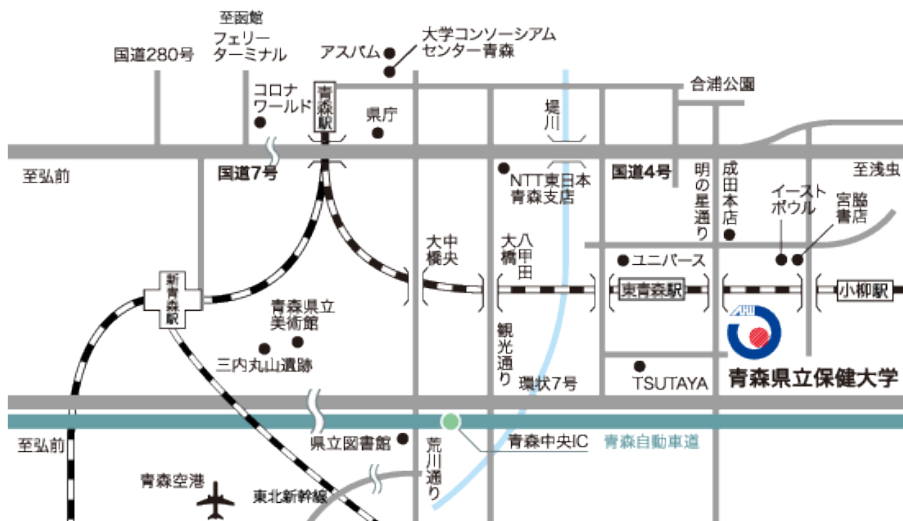 至函館
フェリー
ターミナル
国道280号
アスパム
大学コンソーシアム
センター青森
コロナ
ワールド
青森駅
県庁
堤川
合浦公園
至弘前
国道7号
NTT東日本
青森支店
国道4号
明の星通り
成田本店
至浅虫
イースト
ボウル
宮脇
書店
中央
大橋
八甲田
大橋
ユニバース
新青森駅
東青森駅
小柳駅
青森県立
美術館
三内丸山遺跡
観光通り
環状7号
TSUTAYA
AHU
青森県立保健大学
至弘前
県立図書館
荒川通り
青森中央IC
青森自動車道
青森空港
東北新幹線